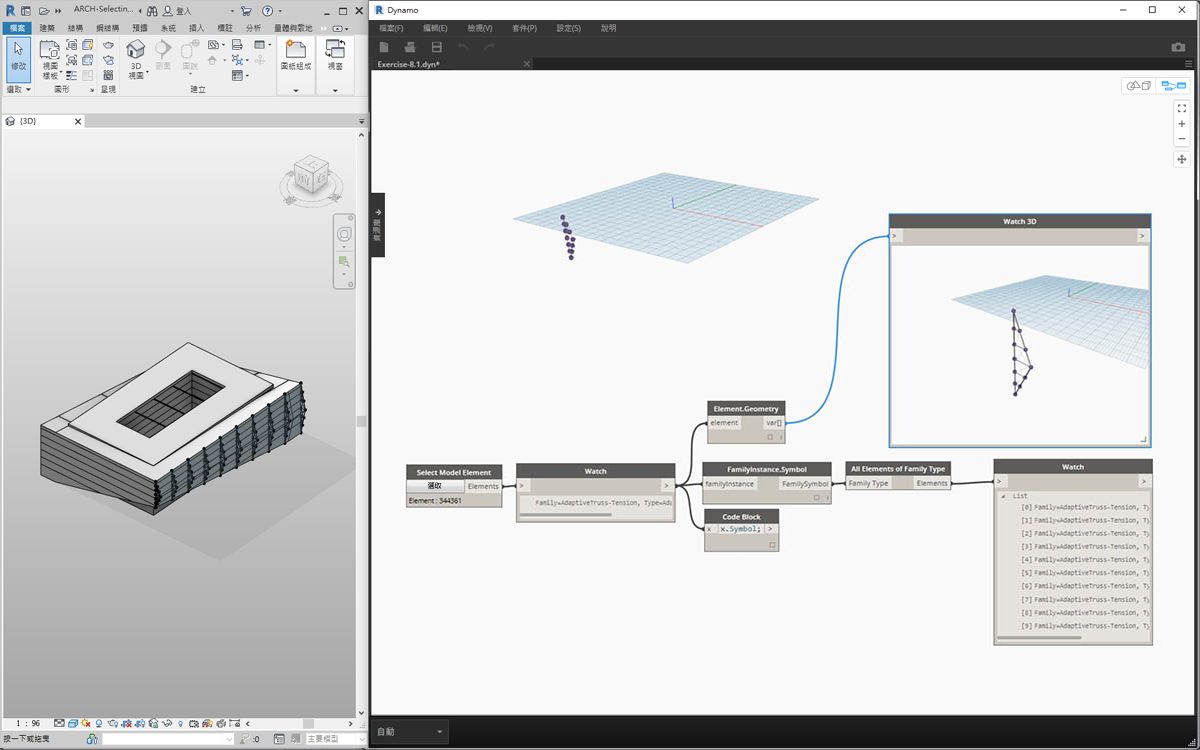 ARCH-Selectin...
登入
檔案
建築
結構
鋼結構
預鑄
系統
插入
標註
分析
量體與敷地
修改
視圖
樣板
3D
視圖
剖面
圖說
圖紙組成
視窗
選取
圖形
呈現
建立
{3D}
1 : 96
按一下或拖曳
:0
主要模型
Dynamo
檔案(F)
編輯(E)
檢視(V)
套件(P)
設定(S)
說明
Exercise-8.1.dyn*
資源庫
Watch 3D
>
>
Element.Geometry
element
var[]
Select Model Element
選取
Elements
Element : 344361
Watch
>
>
Family=AdaptiveTruss-Tension, Type=Ada
FamilyInstance.Symbol
familyInstance
FamilySymbol
Code Block
x
x.Symbol;
>
All Elements of Family Type
Family Type
Elements
Watch
>
>
List
[0] Family=AdaptiveTruss-Tension, Ty
[1] Family=AdaptiveTruss-Tension, Ty
[2] Family=AdaptiveTruss-Tension, Ty
[3] Family=AdaptiveTruss-Tension, Ty
[4] Family=AdaptiveTruss-Tension, Ty
[5] Family=AdaptiveTruss-Tension, Ty
[6] Family=AdaptiveTruss-Tension, Ty
[7] Family=AdaptiveTruss-Tension, Ty
[8] Family=AdaptiveTruss-Tension, Ty
[9] Family=AdaptiveTruss-Tension, Ty
自動